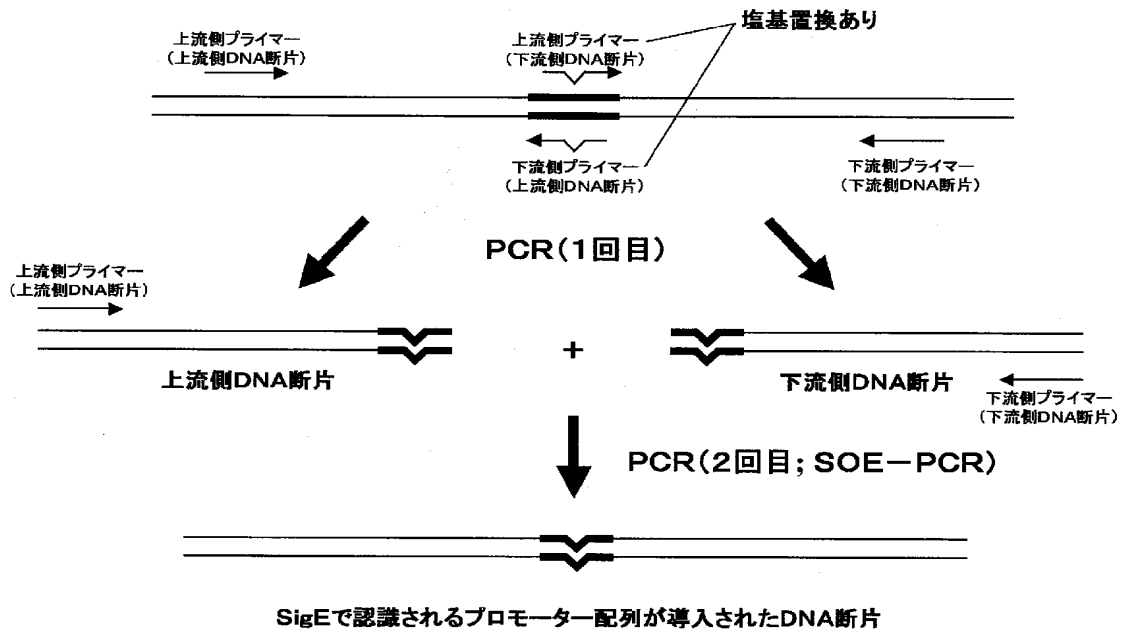 塩基置換あり
上流側プライマー
(上流側DNA断片)
上流側プライマー
(下流側DNA断片)
下流側プライマー
(上流側DNA断片)
下流側プライマー
(下流側DNA断片)
PCR(1回目)
上流側プライマー
(上流側DNA断片)
+
上流側DNA断片
下流側DNA断片
下流側プライマー
(下流側DNA断片)
PCR(2回目; SOE-PCR)
SigEで認識されるプロモーター配列が導入されたDNA断片